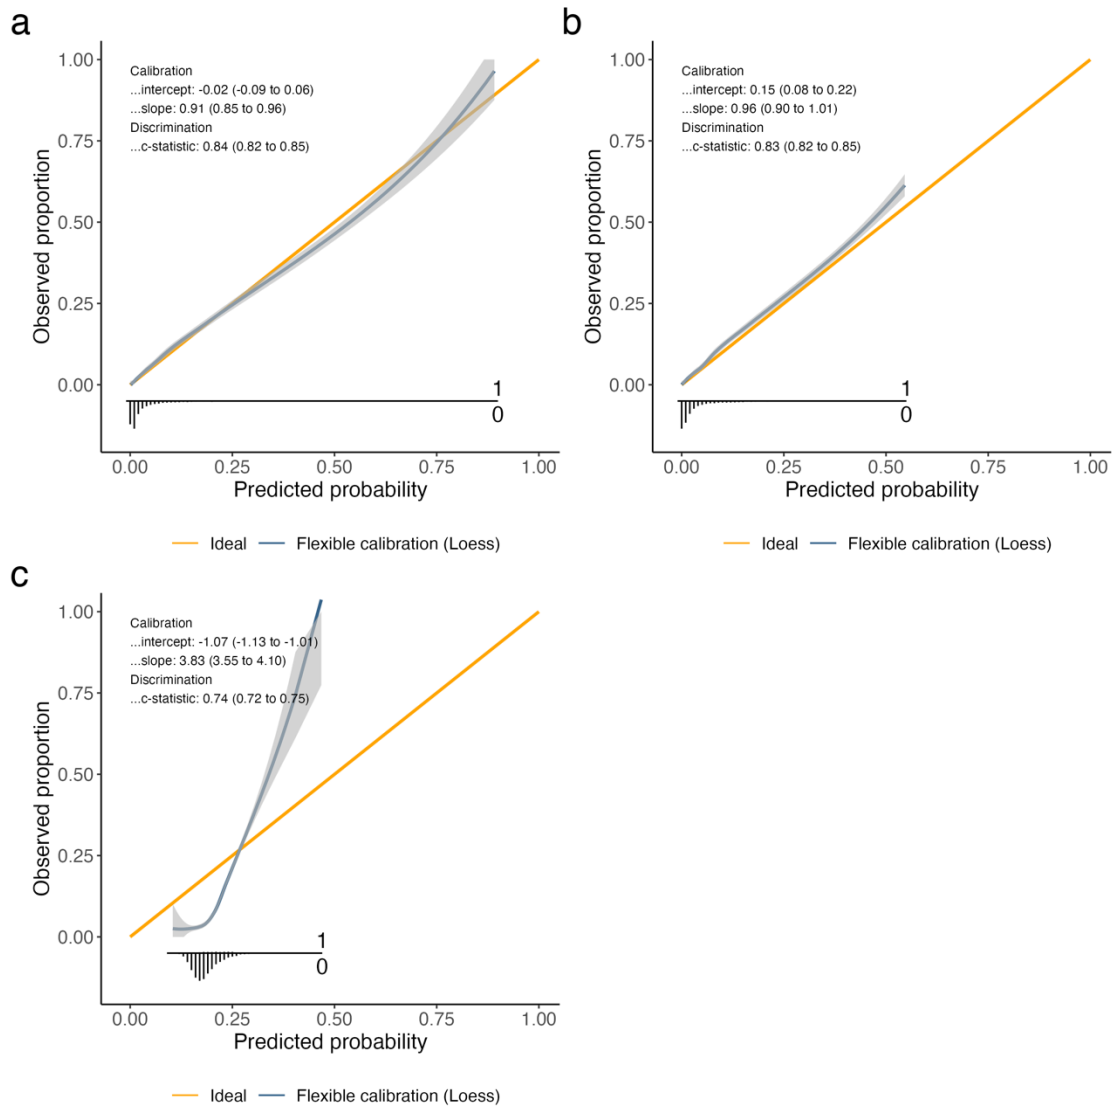 a
Calibration
...intercept: -0.02 (-0.09 to 0.06)
...slope: 0.91 (0.85 to 0.96)
Discrimination
...c-statistic: 0.84 (0.82 to 0.85)
1.00
0.75
0.50
0.25
0.00
Observed proportion
1
0
0.00 0.25 0.50 0.75 1.00
Predicted probability
Ideal Flexible calibration (Loess)
b
Calibration
...intercept: 0.15 (0.08 to 0.22)
...slope: 0.96 (0.90 to 1.01)
Discrimination
...c-statistic: 0.83 (0.82 to 0.85)
1.00
0.75
0.50
0.25
0.00
Observed proportion
1
0
0.00 0.25 0.50 0.75 1.00
Predicted probability
Ideal Flexible calibration (Loess)
c
Calibration
...intercept: -1.07 (-1.13 to -1.01)
...slope: 3.83 (3.55 to 4.10)
Discrimination
...c-statistic: 0.74 (0.72 to 0.75)
1.00
0.75
0.50
0.25
0.00
Observed proportion
1
0
0.00 0.25 0.50 0.75 1.00
Predicted probability
Ideal Flexible calibration (Loess)